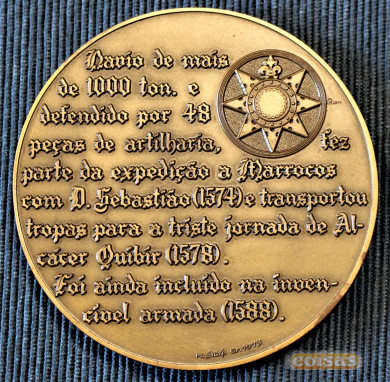 Navio de mais
de 1000 ton. e
defendido por 48
peças de artilharia, fez
parte da expedição a Marrocos
com D. Sebastião (1574) e transportou
tropas para a triste jornada de Al-
cácer Quibir (1578).
Foi ainda incluído na inven-
cível armada (1588).
coisas